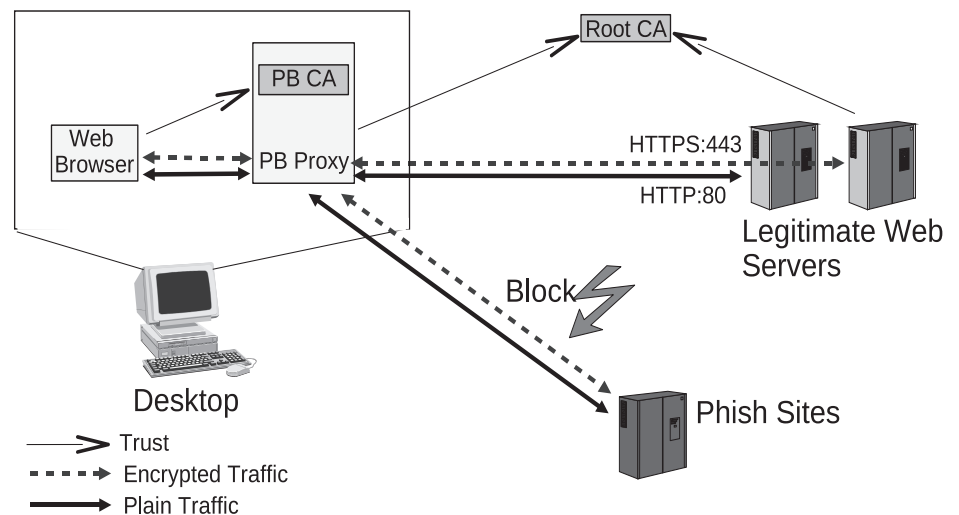 Root CA
PB CA
Web
Browser
PB Proxy
HTTPS:443
HTTP:80
Legitimate Web
Servers
Block
Desktop
Phish Sites
Trust
Encrypted Traffic
Plain Traffic